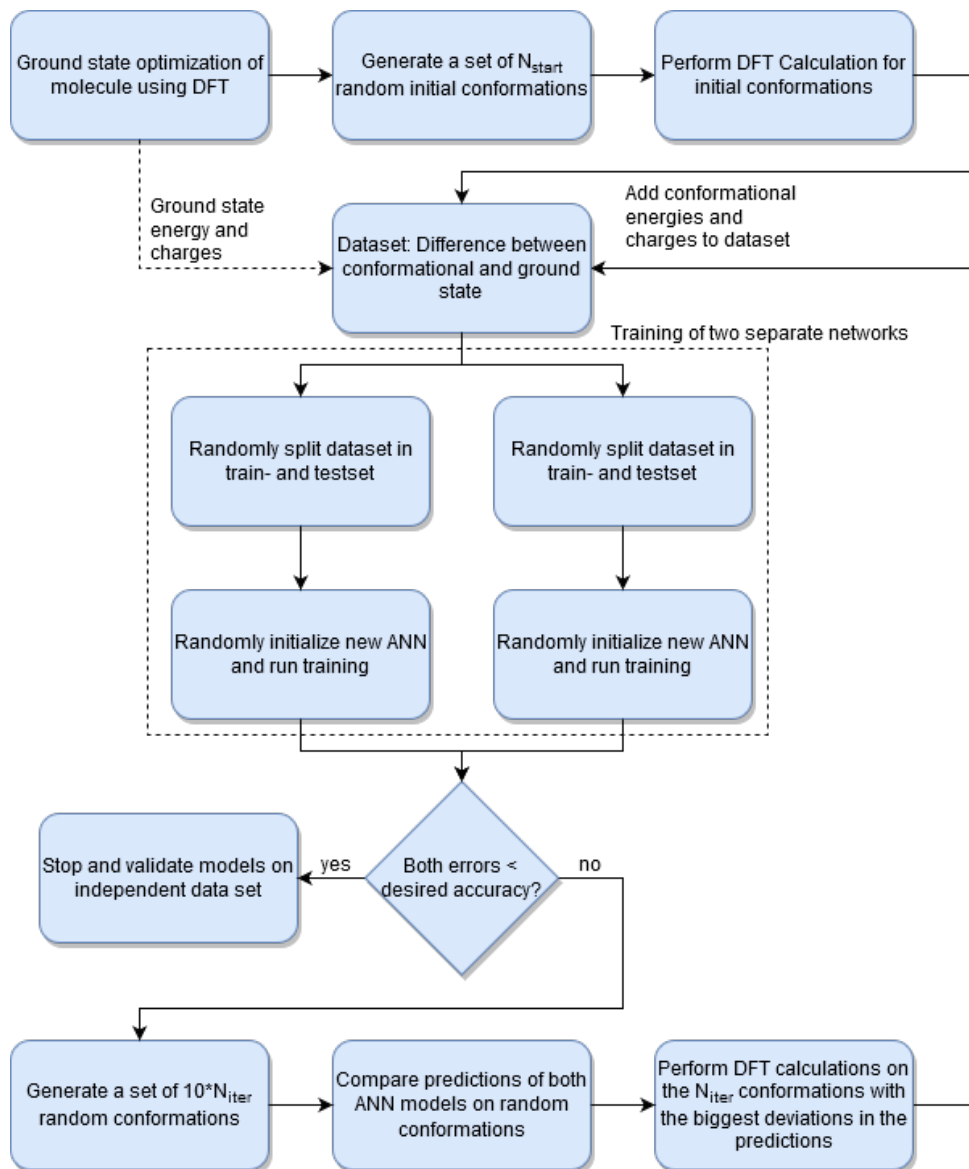 Ground state optimization of
molecule using DFT
Generate a set of Nstart
random initial conformations
Perform DFT Calculation for
initial conformations
Ground state
energy and
charges
Add conformational
energies and
charges to dataset
Dataset: Difference between
conformational and ground
state
Training of two separate networks
Randomly split dataset in
train- and testset
Randomly split dataset in
train- and testset
Randomly initialize new ANN
and run training
Randomly initialize new ANN
and run training
Both errors <
desired accuracy?
yes
no
Stop and validate models on
independent data set
Generate a set of 10*Niter
random conformations
Compare predictions of both
ANN models on random
conformations
Perform DFT calculations on
the Niter conformations with
the biggest deviations in the
predictions